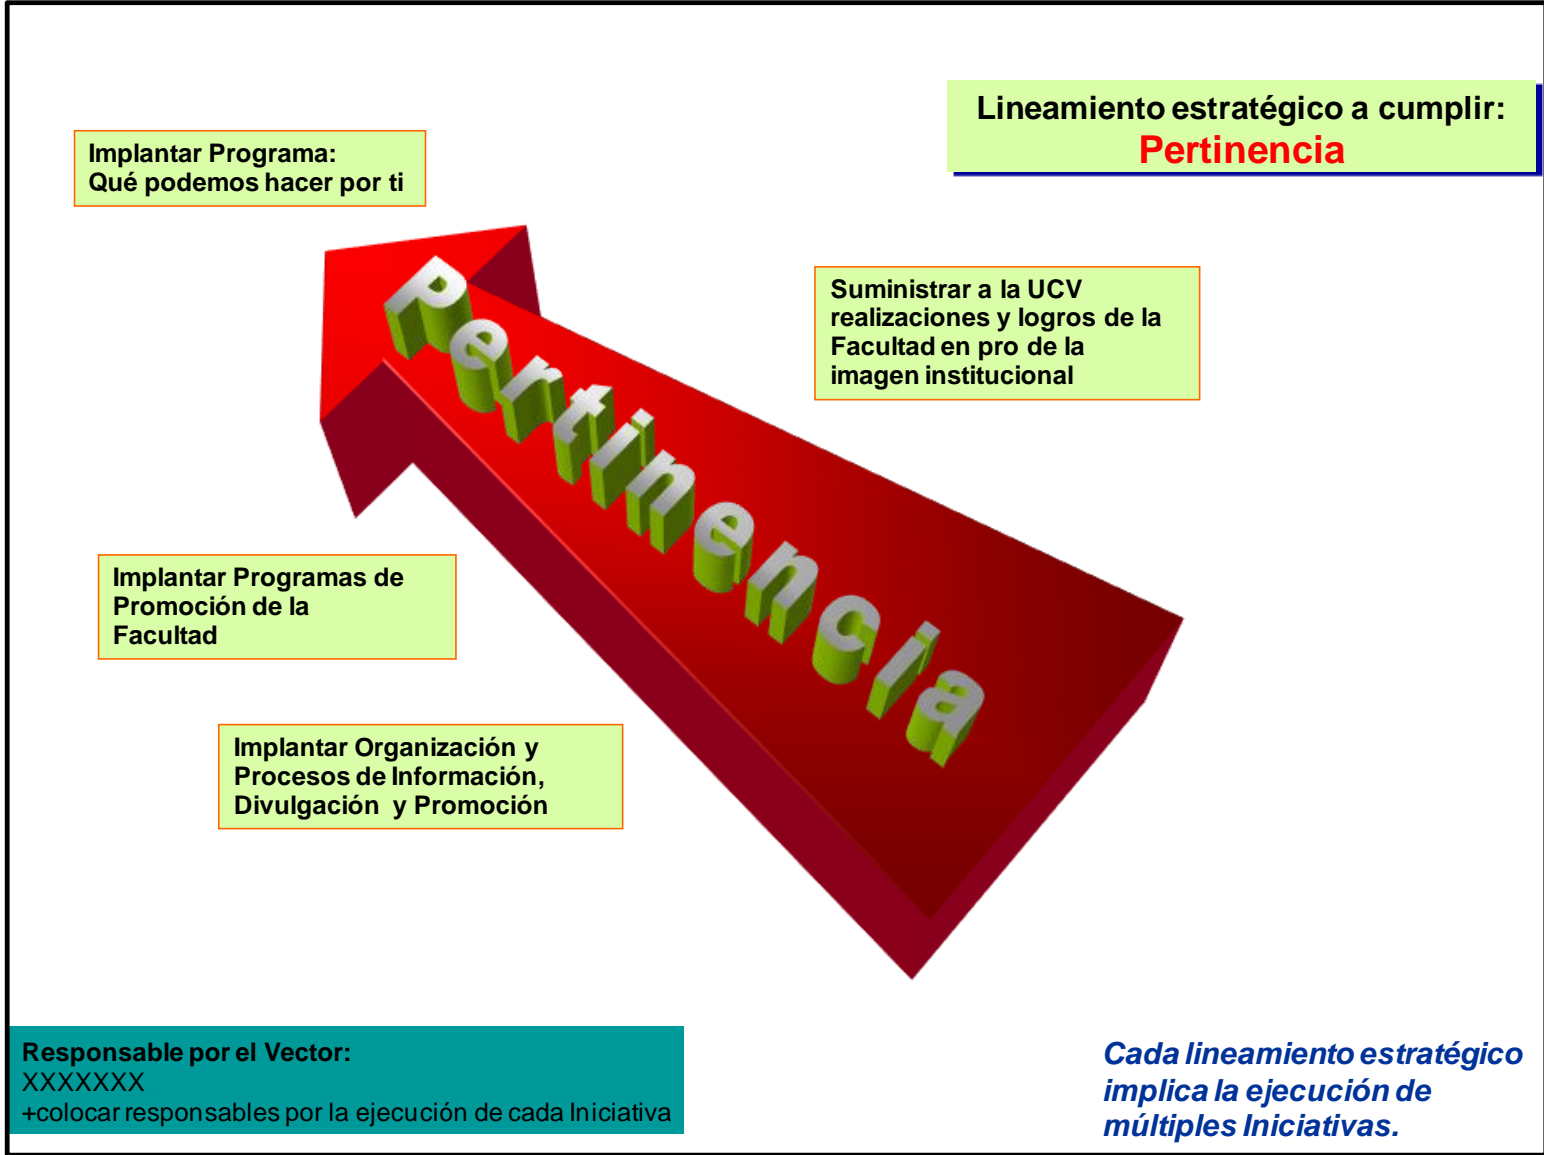 Lineamiento estratégico a cumplir:
Pertinencia
Implantar Programa:
Qué podemos hacer por ti
Suministrar a la UCV
realizaciones y logros de la
Facultad en pro de la
imagen institucional
Pertinencia
Implantar Programas de
Promoción de la
Facultad
Implantar Organización y
Procesos de Información,
Divulgación y Promoción
Responsable por el Vector:
XXXXXXX
+colocar responsables por la ejecución de cada Iniciativa
Cada lineamiento estratégico
implica la ejecución de
múltiples Iniciativas.